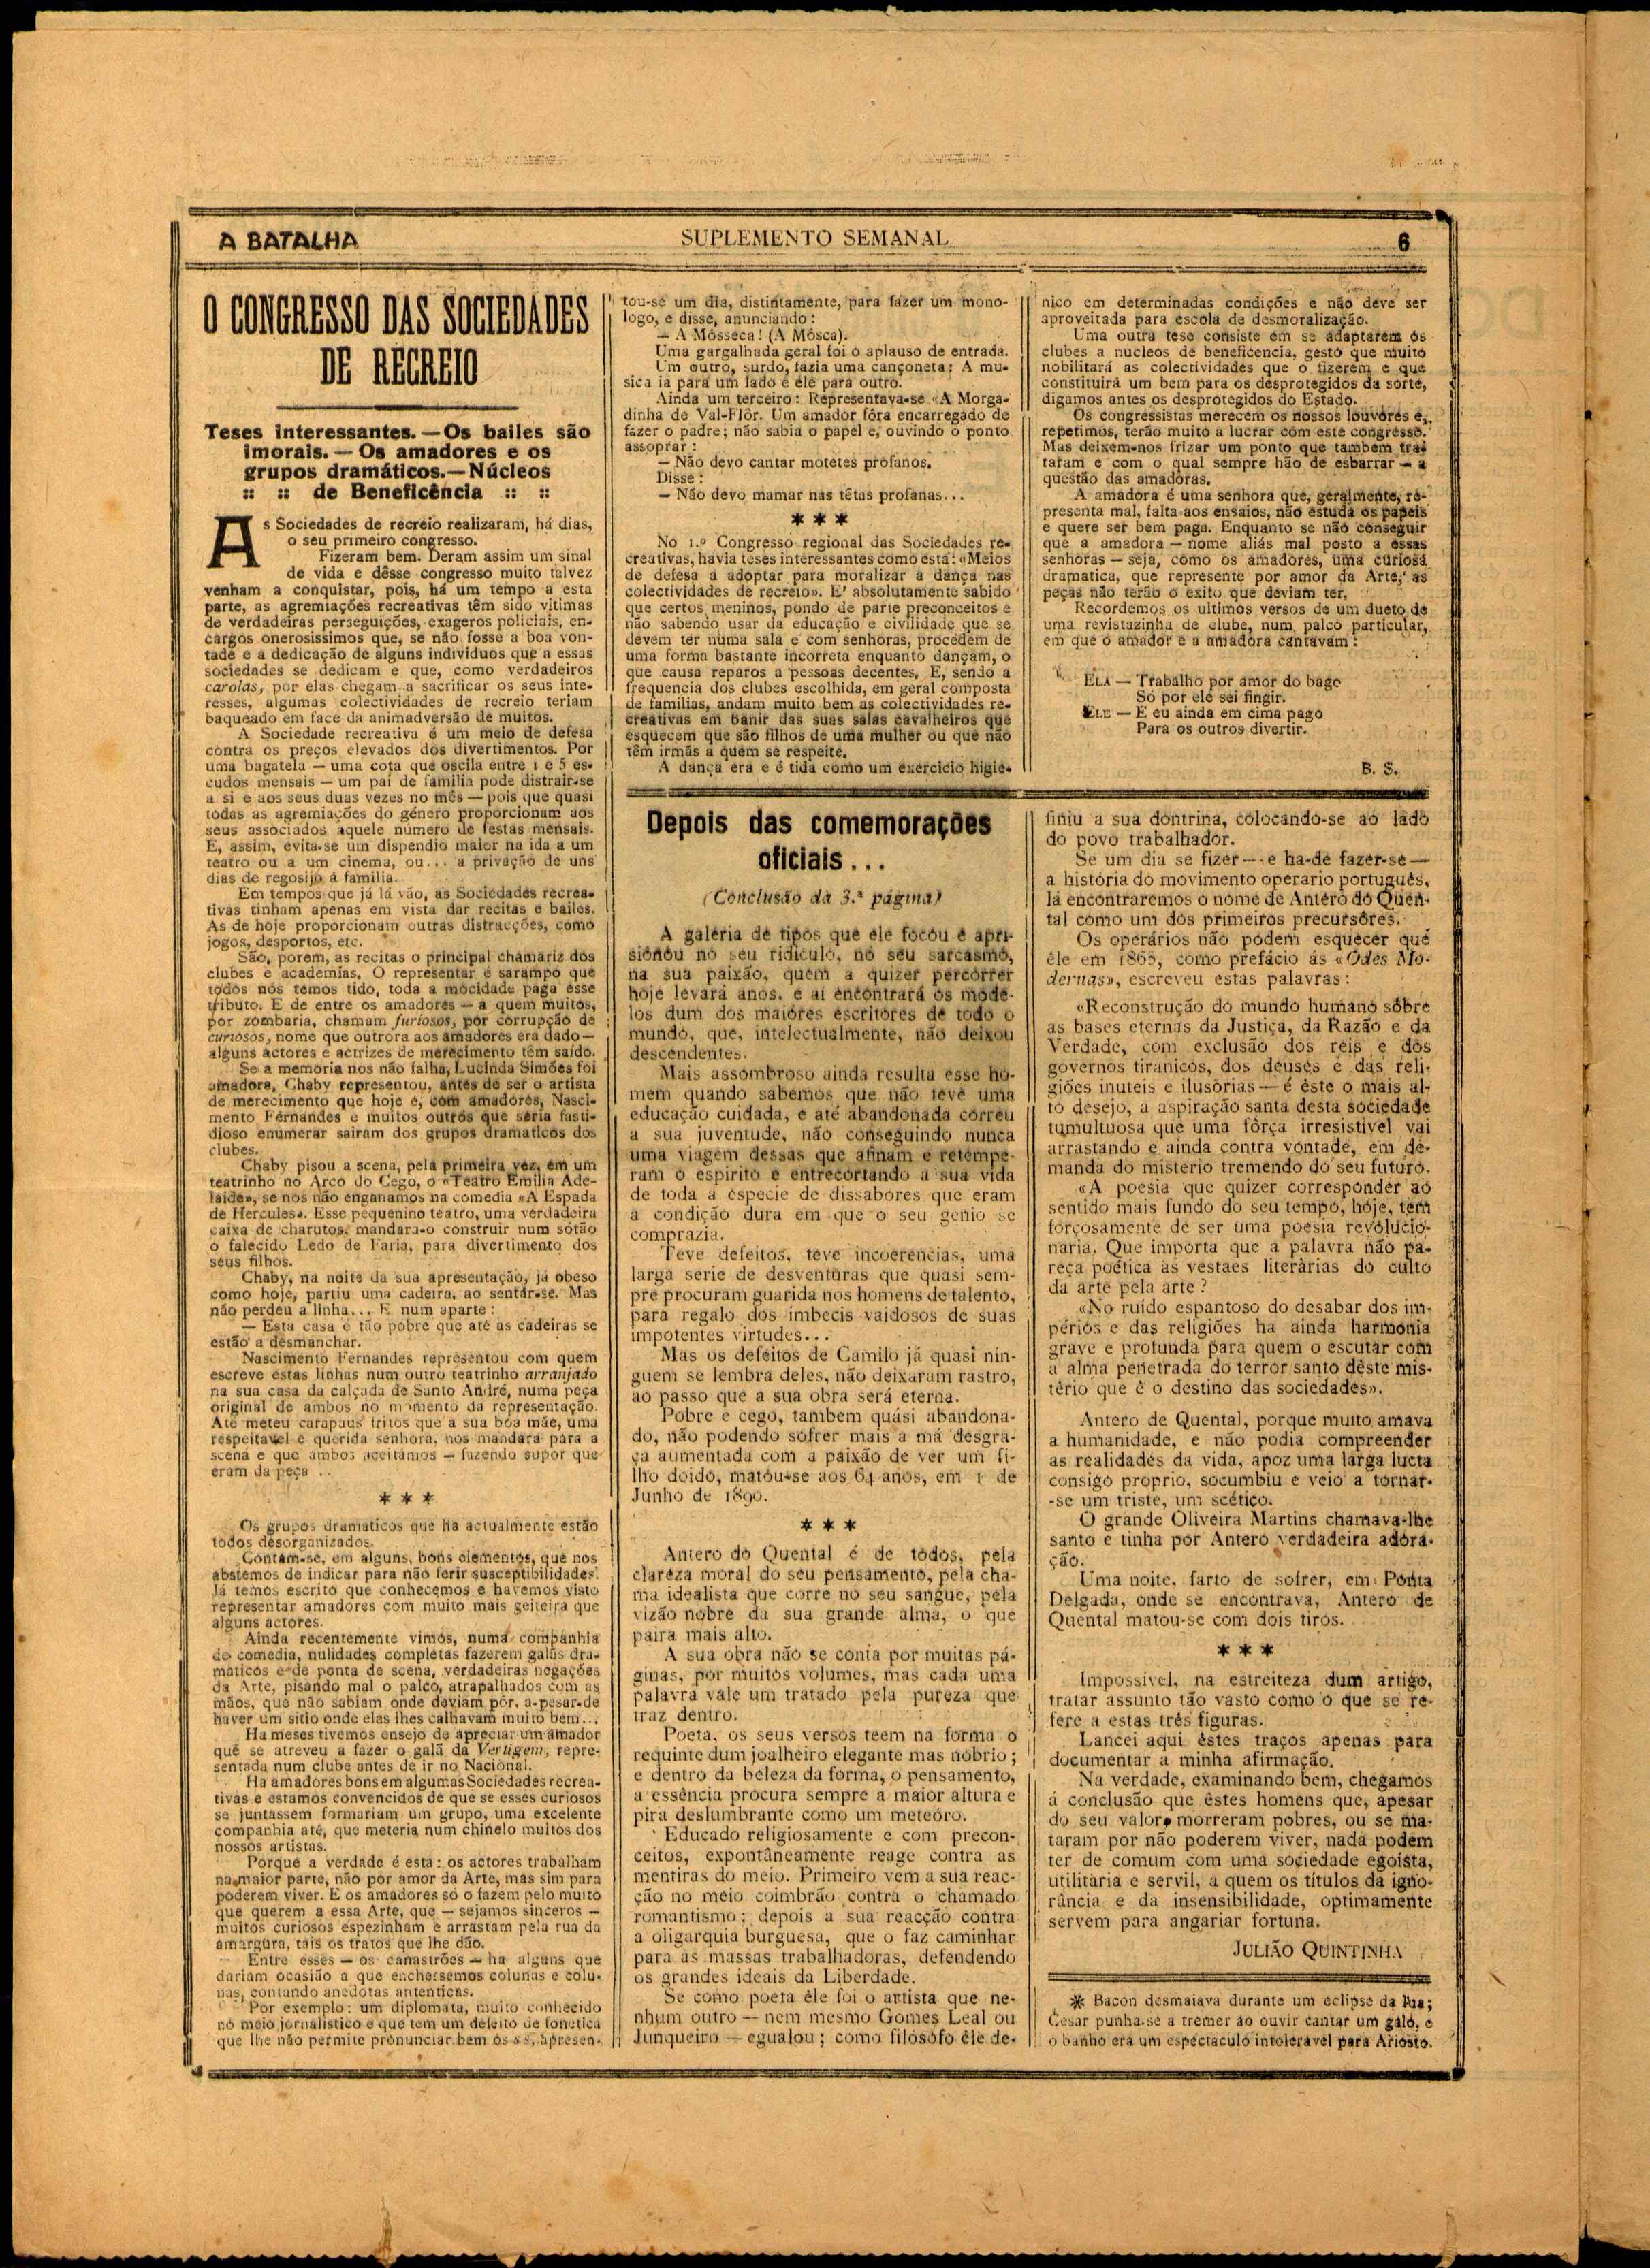 A BATALHA
SUPLEMENTO SEMANAL
6
O CONGRESSO DAS SOCIEDADES
DE RECREIO
Teses interessantes. — Os bailes são
imorais. — Os amadores e os
grupos dramáticos. — Núcleos
:: :: de Beneficência :: ::
As Sociedades de recreio realizaram, há dias,
o seu primeiro congresso.
Fizeram bem. Deram assim um sinal
de vida e dêsse congresso muito talvez
venham a conquistar, pois, há um tempo a esta
parte, as agremiações recreativas têm sido vitimas
de verdadeiras perseguições, exageros policiais, en-
cargos onerosissimos que, se não fosse a boa von-
tade e a dedicação de alguns individuos que a essas
sociedades se dedicam e que, como verdadeiros
carolas, por elas chegam a sacrificar os seus inte-
resses, algumas colectividades de recreio teriam
baqueado em face da animadversão de muitos.
A Sociedade recreativa é um meio de defesa
contra os preços elevados dos divertimentos. Por
uma bagatela — uma cota que oscila entre 1 e 5 es-
cudos mensais — um pai de familia pode distrair-se
a si e aos seus duas vezes no mês — pois que quasi
todas as agremiações do género proporcionam aos
seus associados aquele número de festas mensais.
E, assim, evita-se um dispendio maior na ida a um
teatro ou a um cinema, ou... a privação de uns
dias de regosijo á familia.
Em tempos que já lá vão, as Sociedades recrea-
tivas tinham apenas em vista dar recitas e bailes.
As de hoje proporcionam outras distracções, como
jogos, desportos, etc.
São, porem, as recitas o principal chamariz dos
clubes e academias. O representar é sarampo que
todos nós temos tido, toda a mocidade paga esse
tributo. E de entre os amadores — a quem muitos,
por zombaria, chamam furiosos, por corrupção de
curiosos, nome que outrora aos amadores era dado —
alguns actores e actrizes de merecimento têm saído.
Se a memória nos não falha, Lucinda Simões foi
amadora, Chaby representou, antes de ser o artista
de merecimento que hoje é, com amadores, Nasci-
mento Fernandes e muitos outros que seria fasti-
dioso enumerar sairam dos grupos dramaticos dos
clubes.
Chaby pisou a scena, pela primeira vez, em um
teatrinho no Arco do Cego, o «Teatro Emilia Ade-
laide», se nos não enganamos na comedia «A Espada
de Hercules». Esse pequenino teatro, uma verdadeira
caixa de charutos, mandara-o construir num sótão
o falecido Ledo de Faria, para divertimento dos
seus filhos.
Chaby, na noite da sua apresentação, já obeso
como hoje, partiu uma cadeira, ao sentar-se. Mas
não perdeu a linha... E num aparte:
— Esta casa é tão pobre que até as cadeiras se
estão a desmanchar.
Nascimento Fernandes representou com quem
escreve estas linhas num outro teatrinho arranjado
na sua casa da calçada de Santo André, numa peça
original de ambos no momento da representação.
Até meteu carapaus fritos que a sua boa mãe, uma
respeitavel e querida senhora, nos mandara para a
scena e que ambos aceitámos — fazendo supor que
eram da peça ..
* * *
Os grupos dramaticos que ha actualmente estão
todos desorganizados.
Contam-se, em alguns, bons elementos, que nos
abstemos de indicar para não ferir susceptibilidades.
Já temos escrito que conhecemos e havemos visto
representar amadores com muito mais geiteira que
alguns actores.
Ainda recentemente vimos, numa companhia
de comedia, nulidades completas fazerem galãs dra-
maticos e de ponta de scena, verdadeiras negações
da Arte, pisando mal o palco, atrapalhados com as
mãos, que não sabiam onde deviam pôr, a-pesar-de
haver um sitio onde elas lhes calhavam muito bem...
Ha meses tivemos ensejo de apreciar um amador
que se atreveu a fazer o galã da Vertigem, repre-
sentada num clube antes de ir no Nacional.
Ha amadores bons em algumas Sociedades recrea-
tivas e estamos convencidos de que se esses curiosos
se juntassem formariam um grupo, uma excelente
companhia até, que meteria num chinelo muitos dos
nossos artistas.
Porque a verdade é esta: os actores trabalham
na maior parte, não por amor da Arte, mas sim para
poderem viver. E os amadores só o fazem pelo muito
que querem a essa Arte, que — sejamos sinceros —
muitos curiosos espezinham e arrastam pela rua da
amargura, tais os tratos que lhe dão.
Entre esses — os canastrões — ha alguns que
dariam ocasião a que enchessemos colunas e colu-
nas, contando anedotas autenticas.
Por exemplo: um diplomata, muito conhecido
no meio jornalistico e que tem um defeito de fonetica
que lhe não permite pronunciar bem os ss, apresen-
tou-se um dia, distintamente, para fazer um mono-
logo, e disse, anunciando:
— A Mósseca! (A Môsca).
Uma gargalhada geral foi o aplauso de entrada.
Um outro, surdo, fazia uma cançoneta: A mu-
sica ia para um lado e êle para outro.
Ainda um terceiro: Representava-se «A Morga-
dinha de Val-Flôr. Um amador fôra encarregado de
fazer o padre; não sabia o papel e, ouvindo o ponto
assoprar:
— Não devo cantar motetes profanos.
Disse:
— Não devo mamar nas têtas profanas...
* * *
No 1.º Congresso regional das Sociedades re-
creativas, havia teses interessantes como esta: «Meios
de defesa a adoptar para moralizar a dança nas
colectividades de recreio». E' absolutamente sabido
que certos meninos, pondo de parte preconceitos e
não sabendo usar da educação e civilidade que se
devem ter numa sala e com senhoras, procedem de
uma forma bastante incorreta enquanto dançam, o
que causa reparos a pessoas decentes. E, sendo a
frequencia dos clubes escolhida, em geral composta
de familias, andam muito bem as colectividades re-
creativas em banir das suas salas cavalheiros que
esquecem que são filhos de uma mulher ou que não
têm irmãs a quem se respeite.
A dança era e é tida como um exercicio higie-
nico em determinadas condições e não deve ser
aproveitada para escola de desmoralização.
Uma outra tese consiste em se adaptarem os
clubes a nucleos de beneficencia, gesto que muito
nobilitará as colectividades que o fizerem e que
constituirá um bem para os desprotegidos da sorte,
digamos antes os desprotegidos do Estado.
Os congressistas merecem os nossos louvores e,
repetimos, terão muito a lucrar com este congresso.
Mas deixem-nos frizar um ponto que tambem tra-
taram e com o qual sempre hão de esbarrar — a
questão das amadoras.
A amadora é uma senhora que, geralmente, re-
presenta mal, falta aos ensaios, não estuda os papeis
e quere ser bem paga. Enquanto se não conseguir
que a amadora — nome aliás mal posto a essas
senhoras — seja, como os amadores, uma curiosa
dramatica, que represente por amor da Arte, as
peças não terão o exito que deviam ter.
Recordemos os ultimos versos de um dueto de
uma revistazinha de clube, num palco particular,
em que o amador e a amadora cantavam:
ELA — Trabalho por amor do bago
Só por ele sei fingir.
ELE — E eu ainda em cima pago
Para os outros divertir.
B. S.
Depois das comemorações
oficiais...
(Conclusão da 3.ª página)
A galeria de tipos que ele focou e apri-
sionou no seu ridiculo, no seu sarcasmo,
na sua paixão, quem a quizer percorrer
hoje levará anos, e aí encontrará os mode-
los dum dos maiores escritores de todo o
mundo, que, intelectualmente, não deixou
descendentes.
Mais assombroso ainda resulta esse ho-
mem quando sabemos que não teve uma
educação cuidada, e até abandonada correu
a sua juventude, não conseguindo nunca
uma viagem dessas que afinam e retempe-
ram o espirito e entrecortando a sua vida
de toda a especie de dissabores que eram
a condição dura em que o seu genio se
comprazia.
Teve defeitos, teve incoerencias, uma
larga serie de desventuras que quasi sem-
pre procuram guarida nos homens de talento,
para regalo dos imbecis vaidosos de suas
impotentes virtudes...
Mas os defeitos de Camilo já quasi nin-
guem se lembra deles, não deixaram rastro,
ao passo que a sua obra será eterna.
Pobre e cego, tambem quási abandona-
do, não podendo sofrer mais a má desgra-
ça aumentada com a paixão de ver um fi-
lho doido, matou-se aos 64 anos, em 1 de
Junho de 1890.
* * *
Antero do Quental é de todos, pela
clareza moral do seu pensamento, pela cha-
ma idealista que corre no seu sangue, pela
vizão nobre da sua grande alma, o que
paira mais alto.
A sua obra não se conta por muitas pá-
ginas, por muitos volumes, mas cada uma
palavra vale um tratado pela pureza que
traz dentro.
Poeta, os seus versos teem na forma o
requinte dum joalheiro elegante mas nobrio;
e dentro da beleza da forma, o pensamento,
a essência procura sempre a maior altura e
pira deslumbrante como um meteóro.
Educado religiosamente e com precon-
ceitos, expontâneamente reage contra as
mentiras do meio. Primeiro vem a sua reac-
ção no meio coimbrão contra o chamado
romantismo; depois a sua reacção contra
a oligarquia burguesa, que o faz caminhar
para as massas trabalhadoras, defendendo
os grandes ideais da Liberdade.
Se como poeta êle foi o artista que ne-
nhum outro — nem mesmo Gomes Leal ou
Junqueiro — egualou; como filosofo êle de-
finiu a sua dontrina, colocando-se ao lado
do povo trabalhador.
Se um dia se fizer — e ha-de fazer-se —
a história do movimento operario português,
lá encontraremos o nome de Antero do Quen-
tal como um dos primeiros precursôres.
Os operários não podem esquecer que
êle em 1865, como prefácio ás «Odes Mo-
dernas», escreveu estas palavras:
«Reconstrução do mundo humano sôbre
as bases eternas da Justiça, da Razão e da
Verdade, com exclusão dos reis e dos
governos tiranicos, dos deuses e das reli-
giões inuteis e ilusórias — é êste o mais al-
to desejo, a aspiração santa desta sociedade
tumultuosa que uma fôrça irresistivel vai
arrastando e ainda contra vontade, em de-
manda do misterio tremendo do seu futuro.
«A poesia que quizer corresponder ao
sentido mais fundo do seu tempo, hoje, tem
forçosamente de ser uma poesia revolucio-
naria. Que importa que a palavra não pa-
reça poética às vestaes literárias do culto
da arte pela arte?
«No ruido espantoso do desabar dos im-
périos e das religiões ha ainda harmonia
grave e profunda para quem o escutar com
a alma penetrada do terror santo dêste mis-
tério que é o destino das sociedades».
Antero de Quental, porque muito amava
a humanidade, e não podia compreender
as realidades da vida, apoz uma larga lucta
consigo proprio, socumbiu e veio a tornar-
-se um triste, um scético.
O grande Oliveira Martins chamava-lhe
santo e tinha por Antero verdadeira adora-
ção.
Uma noite, farto de sofrer, em Ponta
Delgada, onde se encontrava, Antero de
Quental matou-se com dois tiros.
* * *
Impossivel, na estreiteza dum artigo,
tratar assunto tão vasto como o que se re-
fere a estas três figuras.
Lancei aqui êstes traços apenas para
documentar a minha afirmação.
Na verdade, examinando bem, chegamos
á conclusão que êstes homens que, apesar
do seu valor, morreram pobres, ou se ma-
taram por não poderem viver, nada podem
ter de comum com uma sociedade egoista,
utilitária e servil, a quem os titulos da igno-
rância e da insensibilidade, optimamente
servem para angariar fortuna.
JULIÃO QUINTINHA
* Bacon desmaiava durante um eclipse da lua;
Cesar punha-se a tremer ao ouvir cantar um galo, e
o banho era um espectaculo intoleravel para Ariosto.